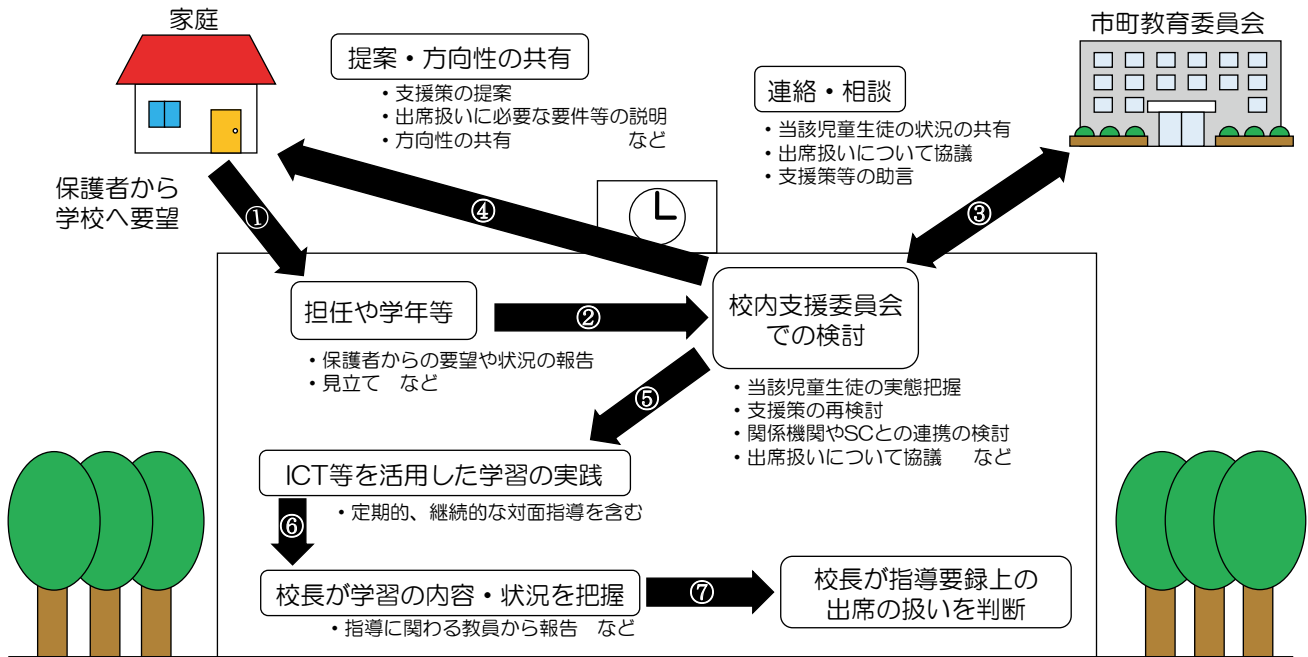 家庭
市町教育委員会
提案・方向性の共有
・支援策の提案
・出席扱いに必要な要件等の説明
・方向性の共有　　　　　など
連絡・相談
・当該児童生徒の状況の共有
・出席扱いについて協議
・支援策等の助言
保護者から
学校へ要望
①
④
③
担任や学年等
②
・保護者からの要望や状況の報告
・見立て　など
校内支援委員会
での検討
・当該児童生徒の実態把握
・支援策の再検討
・関係機関やSCとの連携の検討
・出席扱いについて協議　　など
⑤
ICT等を活用した学習の実践
・定期的、継続的な対面指導を含む
⑥
校長が学習の内容・状況を把握
・指導に関わる教員から報告　など
⑦
校長が指導要録上の
出席の扱いを判断